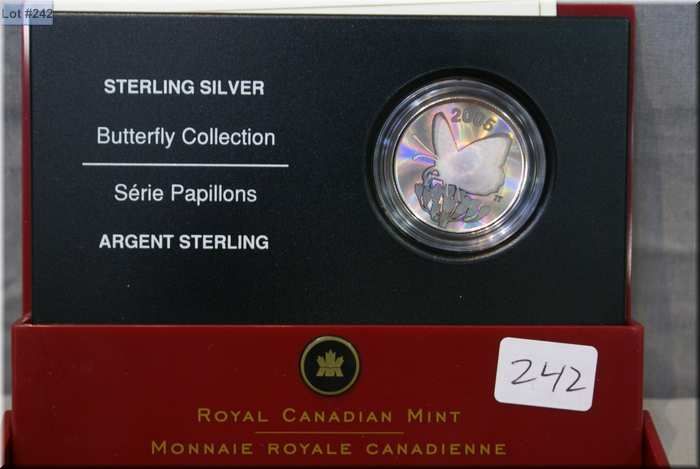 Lot #242
STERLING SILVER
Butterfly Collection
Série Papillons
ARGENT STERLING
2006
242
ROYAL CANADIAN MINT
MONNAIE ROYALE CANADIENNE